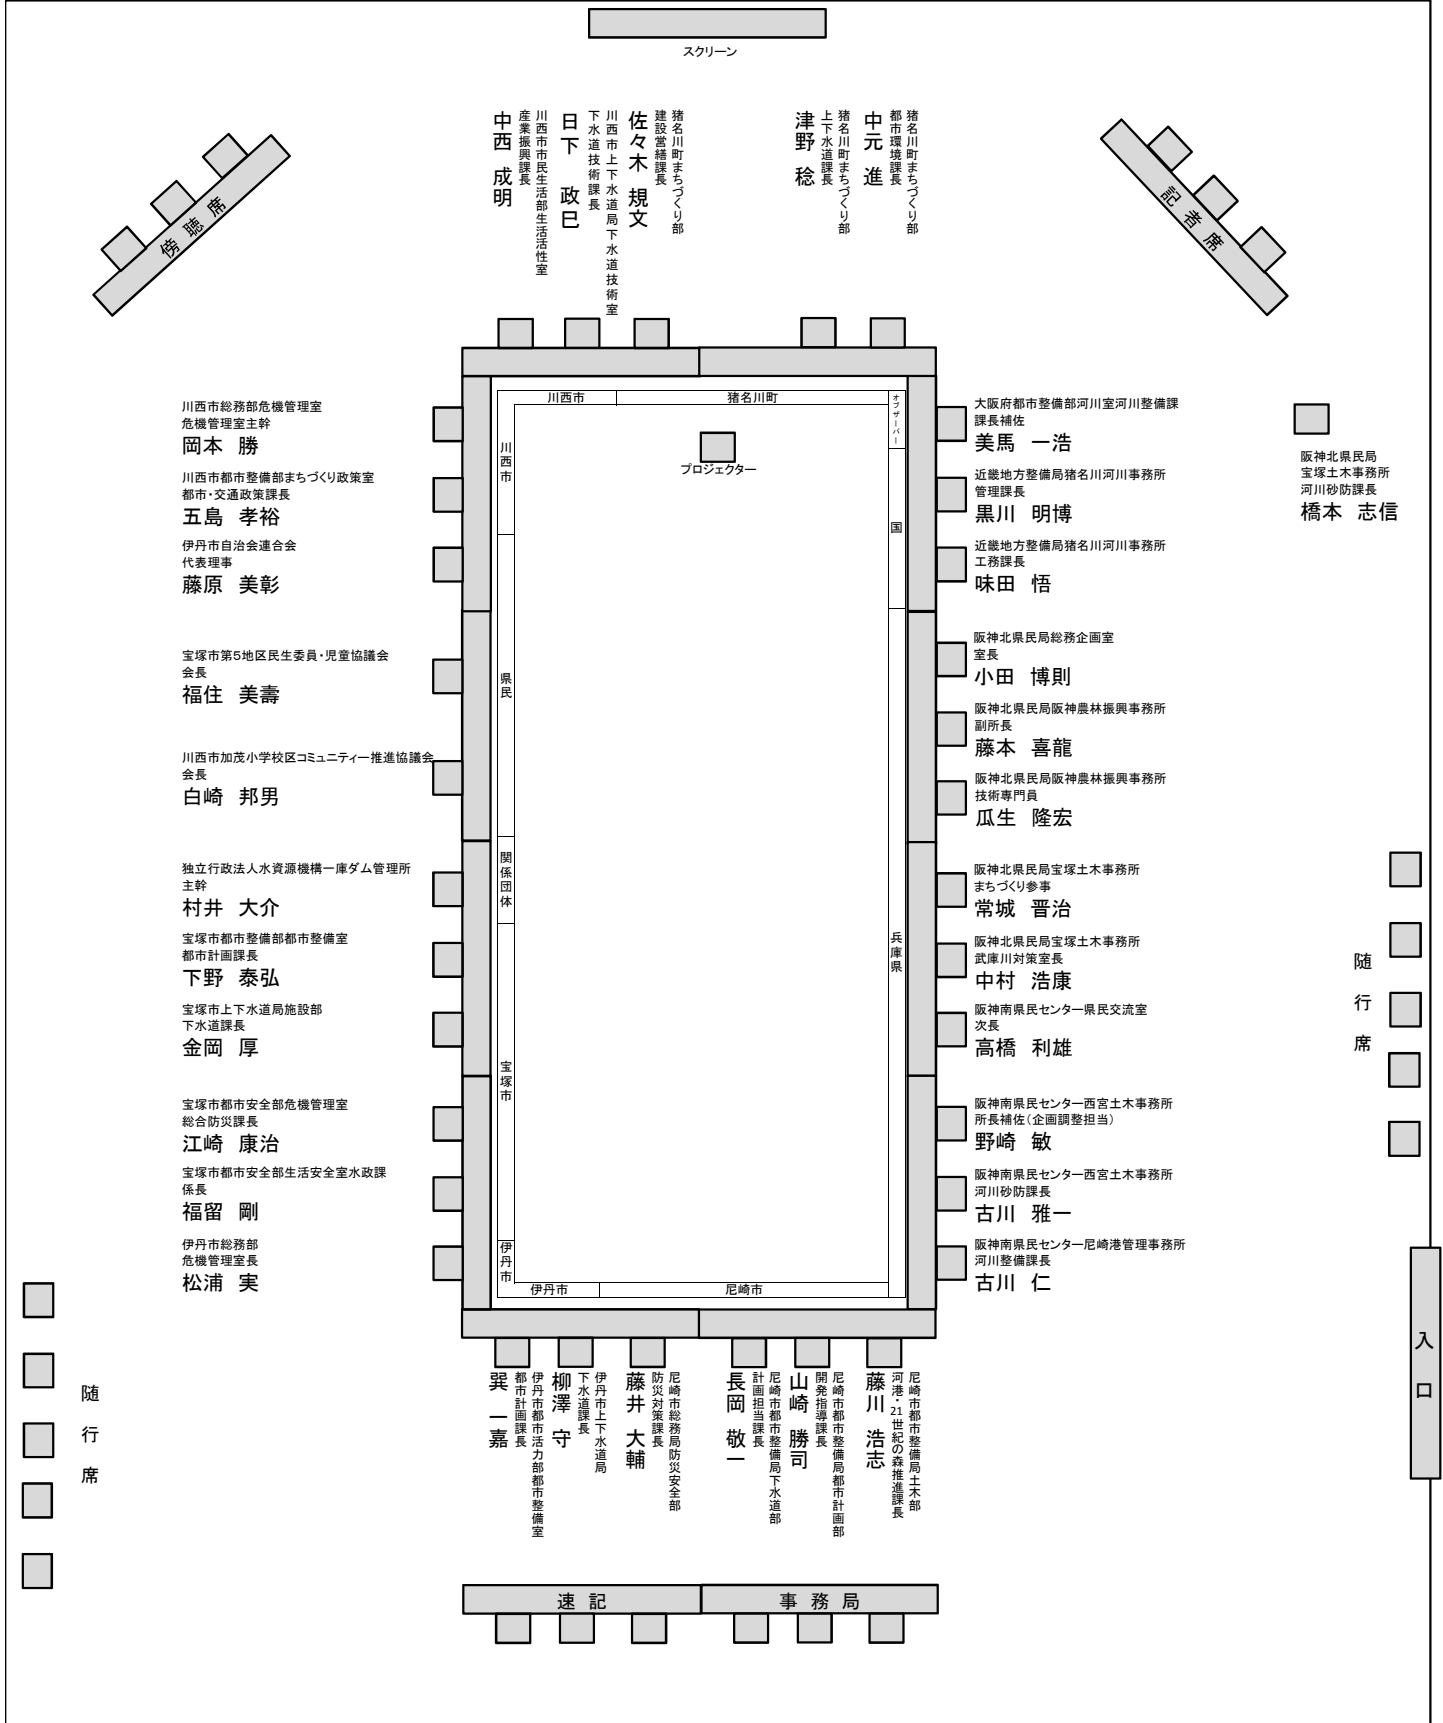 スクリーン
傍聴席
記者席
川西市市民生活部生活活性室
産業振興課長
中西 成明
川西市上下水道局下水道技術室
下水道技術課長
日下 政巳
猪名川町まちづくり部
建設営繕課長
佐々木 規文
猪名川町まちづくり部
上下水道課長
津野 稔
猪名川町まちづくり部
都市環境課長
中元 進
川西市
猪名川町
オブザーバー
川西市
国
県民
関係団体
兵庫県
宝塚市
伊丹市
伊丹市
尼崎市
プロジェクター
川西市総務部危機管理室
危機管理室主幹
岡本 勝
川西市都市整備部まちづくり政策室
都市・交通政策課長
五島 孝裕
伊丹市自治会連合会
代表理事
藤原 美彰
宝塚市第5地区民生委員・児童協議会
会長
福住 美壽
川西市加茂小学校区コミュニティー推進協議会
会長
白崎 邦男
独立行政法人水資源機構一庫ダム管理所
主幹
村井 大介
宝塚市都市整備部都市整備室
都市計画課長
下野 泰弘
宝塚市上下水道局施設部
下水道課長
金岡 厚
宝塚市都市安全部危機管理室
総合防災課長
江崎 康治
宝塚市都市安全部生活安全室水政課
係長
福留 剛
伊丹市総務部
危機管理室長
松浦 実
大阪府都市整備部河川室河川整備課
課長補佐
美馬 一浩
近畿地方整備局猪名川河川事務所
管理課長
黒川 明博
近畿地方整備局猪名川河川事務所
工務課長
味田 悟
阪神北県民局総務企画室
室長
小田 博則
阪神北県民局阪神農林振興事務所
副所長
藤本 喜龍
阪神北県民局阪神農林振興事務所
技術専門員
瓜生 隆宏
阪神北県民局宝塚土木事務所
まちづくり参事
常城 晋治
阪神北県民局宝塚土木事務所
武庫川対策室長
中村 浩康
阪神南県民センター県民交流室
次長
高橋 利雄
阪神南県民センター西宮土木事務所
所長補佐（企画調整担当）
野崎 敏
阪神南県民センター西宮土木事務所
河川砂防課長
古川 雅一
阪神南県民センター尼崎港管理事務所
河川整備課長
古川 仁
阪神北県民局
宝塚土木事務所
河川砂防課長
橋本 志信
随行席
入口
随行席
伊丹市都市活力部都市整備室
都市計画課長
巽 一嘉
伊丹市上下水道局
下水道課長
柳澤 守
尼崎市総務局防災安全部
防災対策課長
藤井 大輔
尼崎市都市整備局下水道部
計画担当課長
長岡 敬一
尼崎市都市整備局都市計画部
開発指導課長
山崎 勝司
尼崎市都市整備局土木部
河港・21世紀の森推進課長
藤川 浩志
速記
事務局